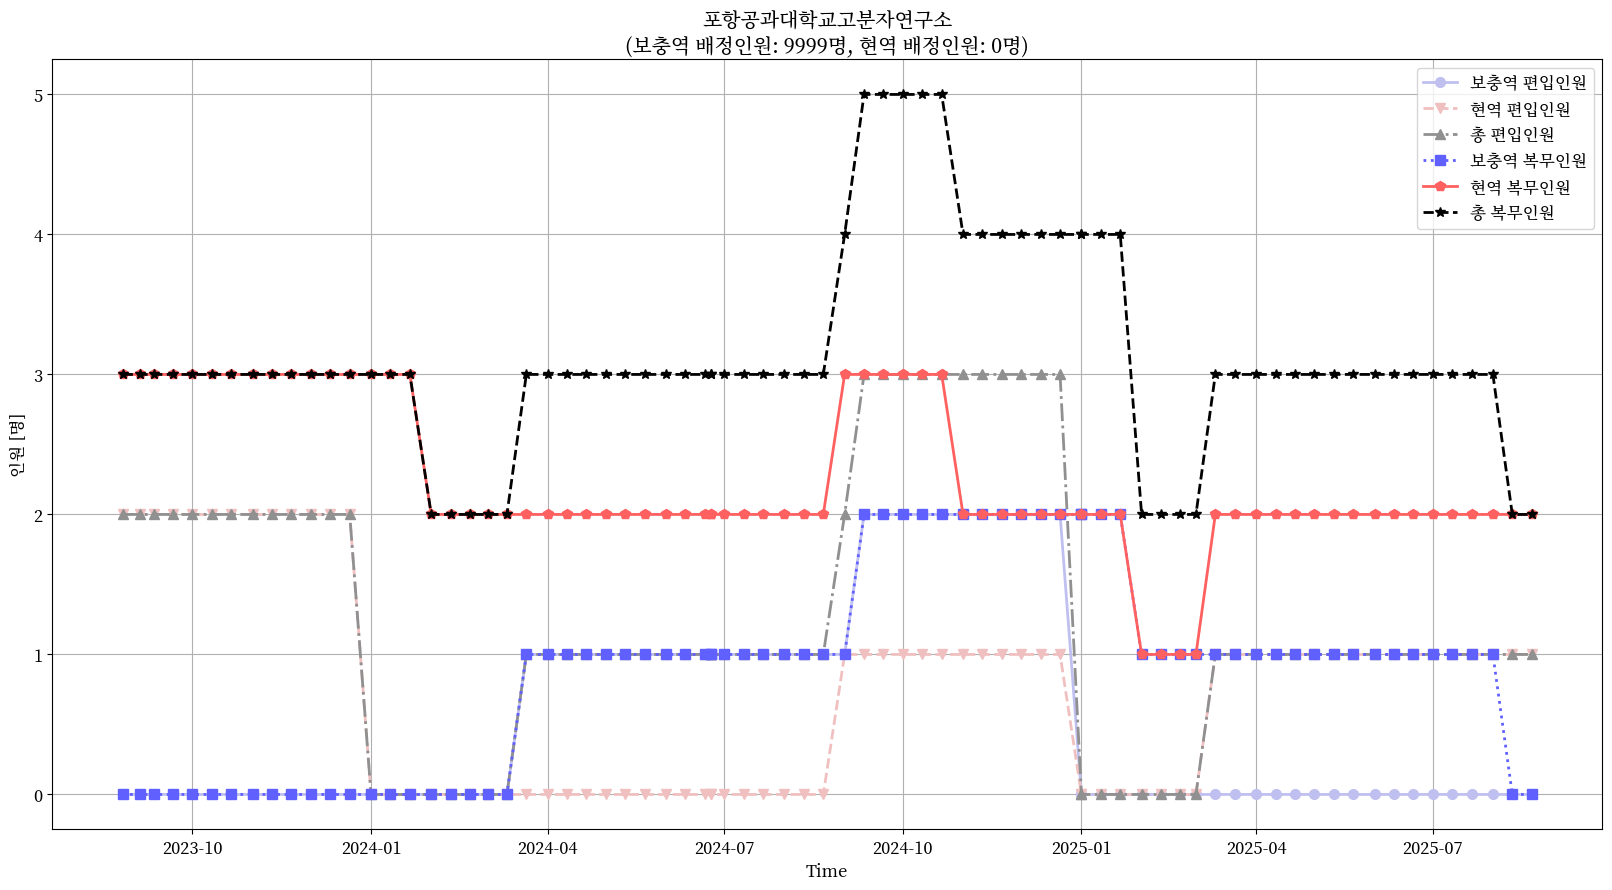 포항공과대학교고분자연구소
(보충역 배정인원: 9999명, 현역 배정인원: 0명)
보충역 편입인원
현역 편입인원
총 편입인원
보충역 복무인원
현역 복무인원
총 복무인원
인원 [명]
5
4
3
2
1
0
2023-10
2024-01
2024-04
2024-07
2024-10
2025-01
2025-04
2025-07
Time